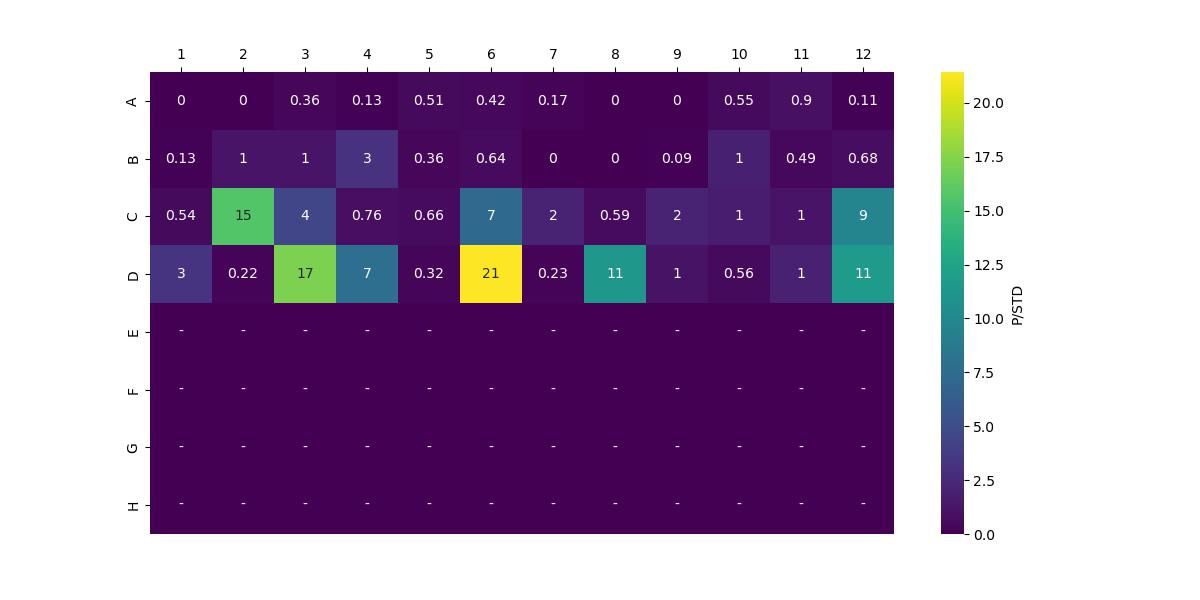 1 2 3 4 5 6 7 8 9 10 11 12
A 0 0 0.36 0.13 0.51 0.42 0.17 0 0 0.55 0.9 0.11
B 0.13 1 1 3 0.36 0.64 0 0 0.09 1 0.49 0.68
C 0.54 15 4 0.76 0.66 7 2 0.59 2 1 1 9
D 3 0.22 17 7 0.32 21 0.23 11 1 0.56 1 11
E - - - - - - - - - - - -
F - - - - - - - - - - - -
G - - - - - - - - - - - -
H - - - - - - - - - - - -
20.0
17.5
15.0
12.5
10.0
7.5
5.0
2.5
0.0
P/STD